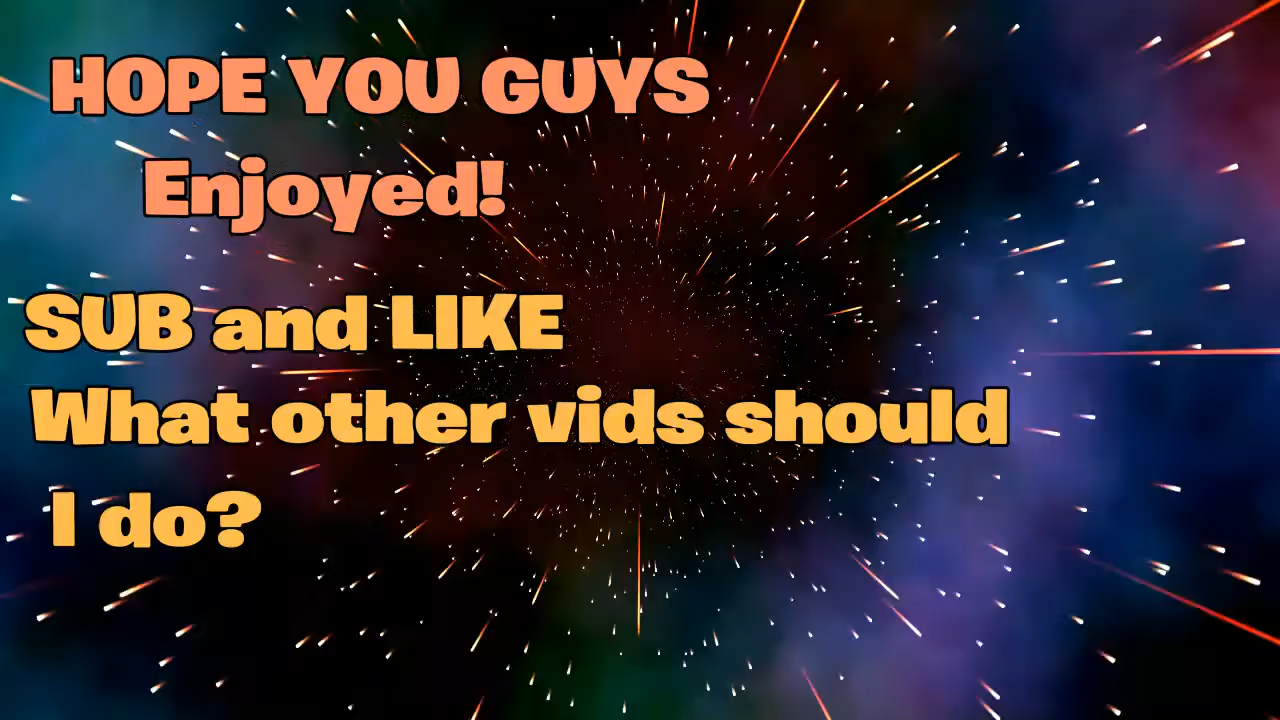 HOPE YOU GUYS
Enjoyed!
SUB and LIKE
What other vids should
I do?